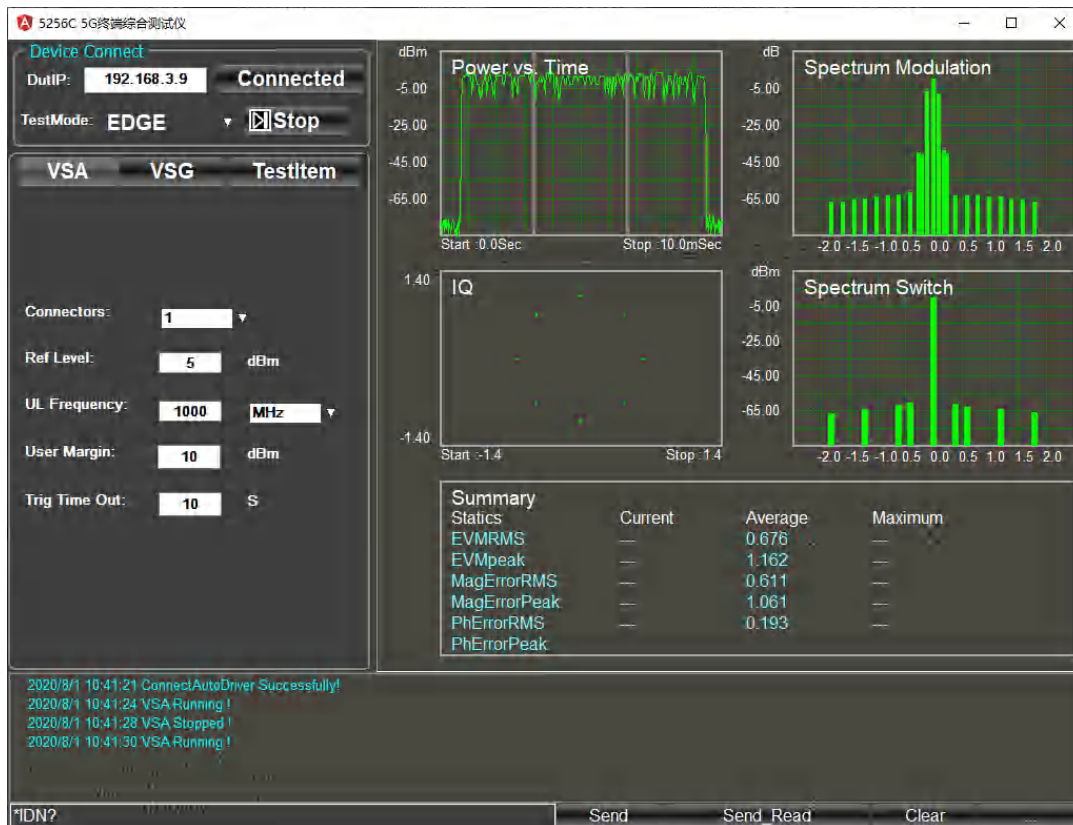 5256C 5G终端综合测试仪
Device Connect
DutIP: 192.168.3.9 Connected
TestMode: EDGE Stop
VSA VSG TestItem
Connectors: 1
Ref Level: 5 dBm
UL Frequency: 1000 MHz
User Margin: 10 dBm
Trig Time Out: 10 S
dBm
Power vs. Time
-5.00
-25.00
-45.00
-65.00
Start :0.0Sec Stop :10.0mSec
dB
Spectrum Modulation
-5.00
-25.00
-45.00
-65.00
-2.0 -1.5 -1.0 0.5 0.0 0.5 1.0 1.5 2.0
1.40
IQ
-1.40
Start :-1.4 Stop :1.4
dBm
Spectrum Switch
-5.00
-25.00
-45.00
-65.00
-2.0 -1.5 -1.0 0.5 0.0 0.5 1.0 1.5 2.0
Summary
Statics Current Average Maximum
EVMRMS — 0.676 —
EVMpeak — 1.162 —
MagErrorRMS — 0.611 —
MagErrorPeak — 1.061 —
PhErrorRMS — 0.193 —
PhErrorPeak
2020/8/1 10:41:21 ConnectAutoDriver Successfully!
2020/8/1 10:41:24 VSA Running !
2020/8/1 10:41:28 VSA Stopped !
2020/8/1 10:41:30 VSA Running !
*IDN? Send Send_Read Clear ...